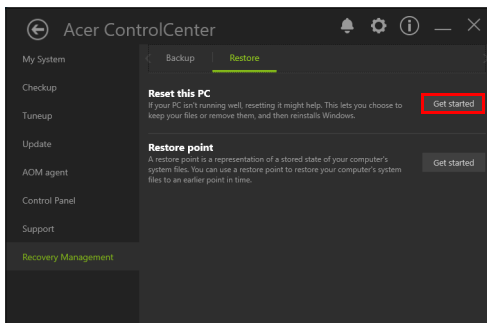 Acer ControlCenter
My System
Checkup
Tuneup
Update
AOM agent
Control Panel
Support
Recovery Management
Backup
Restore
Reset this PC
If your PC isn't running well, resetting it might help. This lets you choose to
keep your files or remove them, and then reinstalls Windows.
Get started
Restore point
A restore point is a representation of a stored state of your computer's
system files. You can use a restore point to restore your computer's system
files to an earlier point in time.
Get started